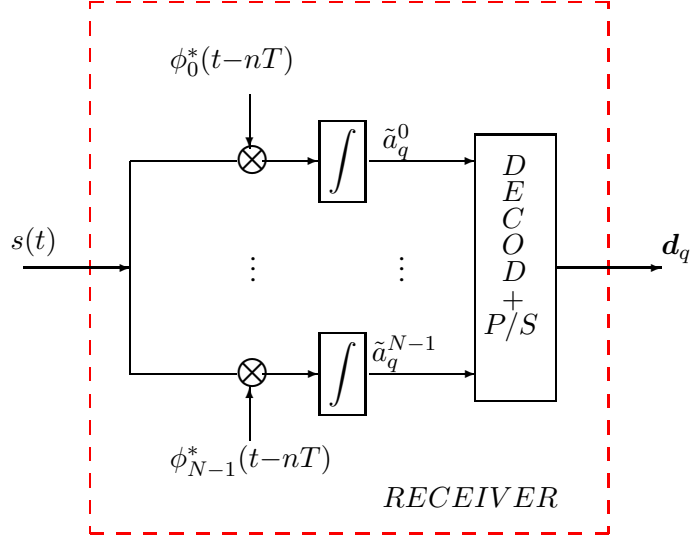 ϕ₀*(t−nT)
ã_q^0
s(t)
⋮
⋮
D
E
C
O
D
+
P/S
d_q
ã_q^{N−1}
∫
∫
ϕ*_{N−1}(t−nT)
RECEIVER